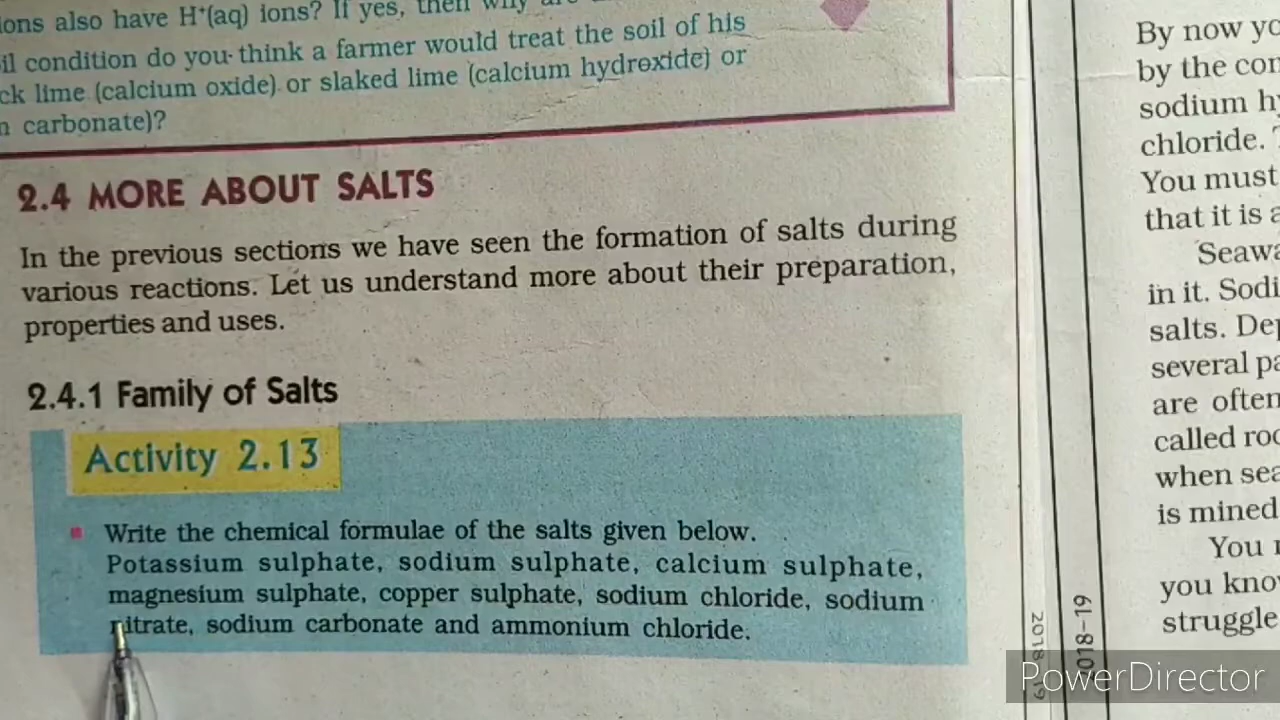 ions also have H⁺(aq) ions? If yes, then why
il condition do you think a farmer would treat the soil of his
ck lime (calcium oxide) or slaked lime (calcium hydroxide) or
n carbonate)?
2.4 MORE ABOUT SALTS
In the previous sections we have seen the formation of salts during
various reactions. Let us understand more about their preparation,
properties and uses.
2.4.1 Family of Salts
Activity 2.13
Write the chemical formulae of the salts given below.
Potassium sulphate, sodium sulphate, calcium sulphate,
magnesium sulphate, copper sulphate, sodium chloride, sodium
nitrate, sodium carbonate and ammonium chloride.
By now yo
by the con
sodium hy
chloride.
You must
that it is a
Seawa
in it. Sodi
salts. Dep
several pa
are often
called roc
when sea
is mined
You
you know
struggle
2018-19
2018-19
PowerDirector